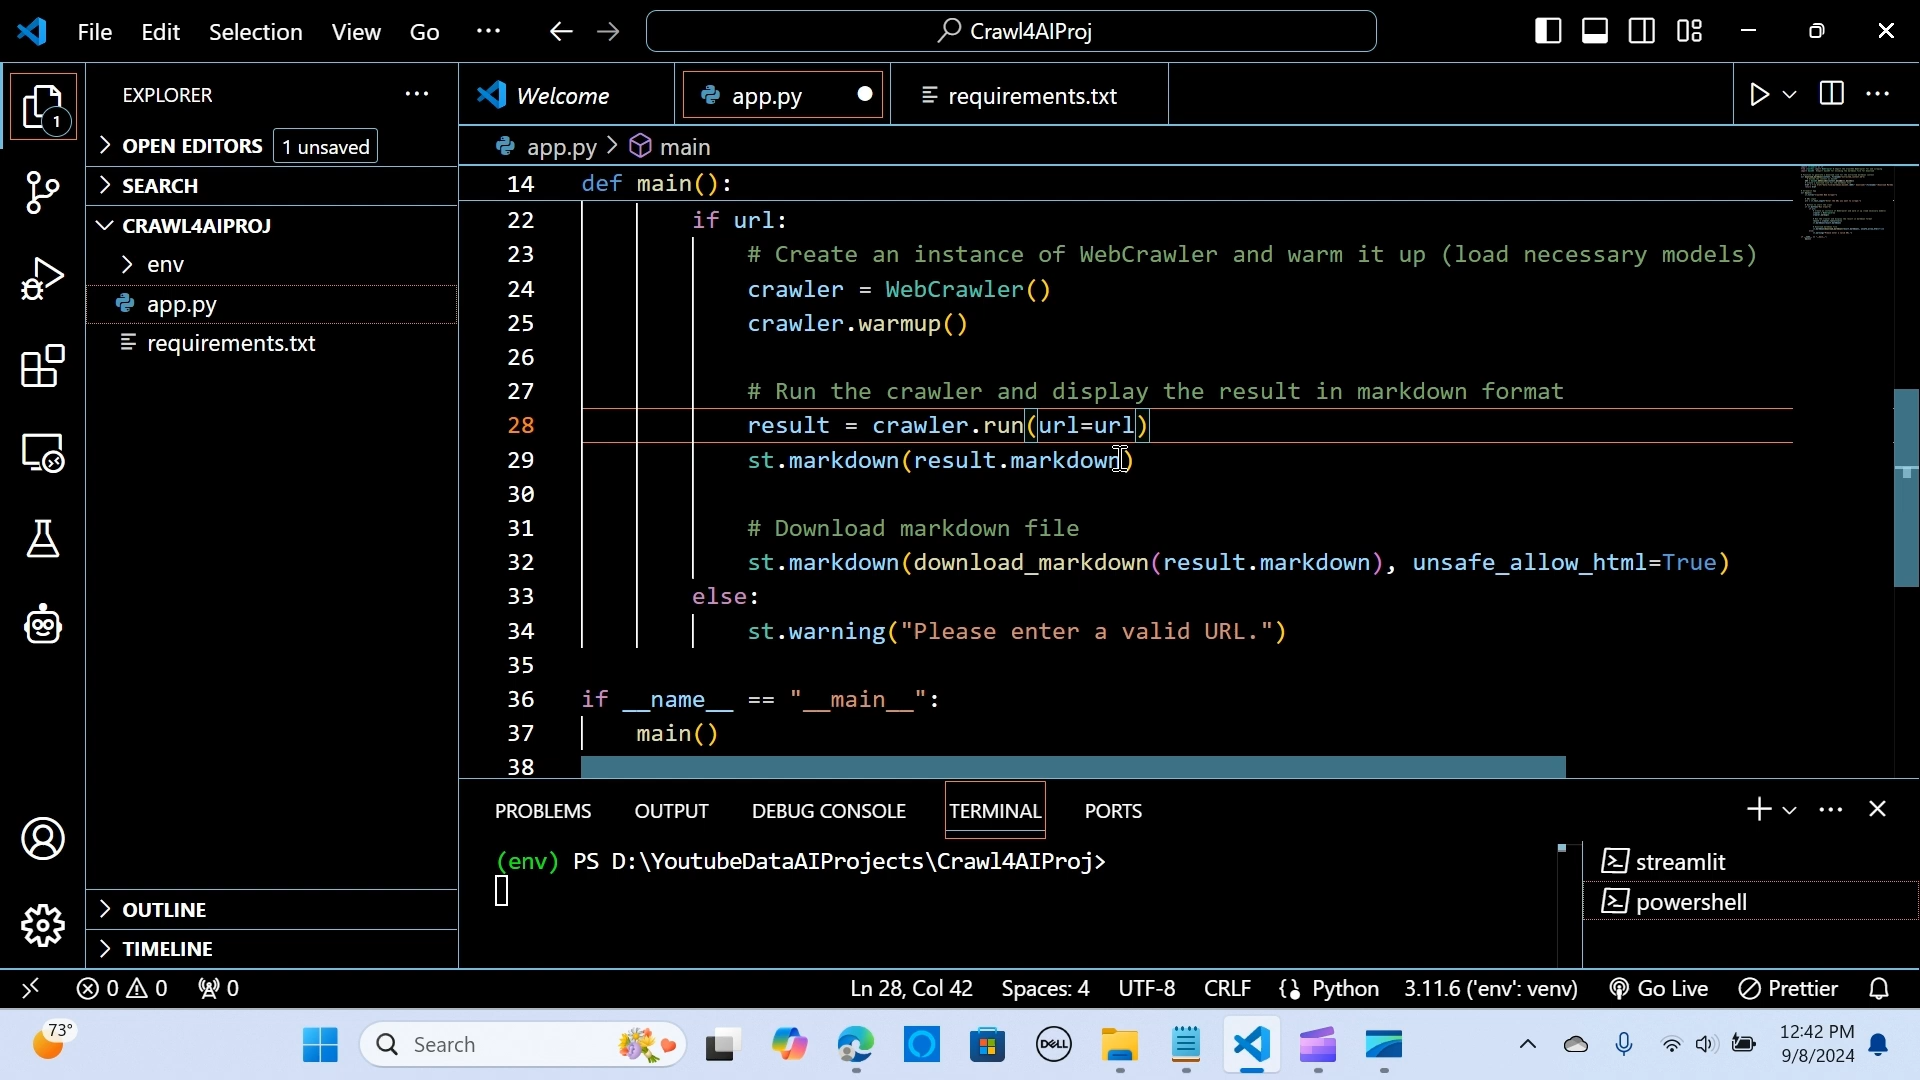 File Edit Selection View Go ··· Crawl4AIProj
EXPLORER ···
1
OPEN EDITORS 1 unsaved
SEARCH
CRAWL4AIPROJ
env
app.py
requirements.txt
OUTLINE
TIMELINE
Welcome app.py requirements.txt
app.py > main
14 def main():
22 if url:
23 # Create an instance of WebCrawler and warm it up (load necessary models)
24 crawler = WebCrawler()
25 crawler.warmup()
26
27 # Run the crawler and display the result in markdown format
28 result = crawler.run(url=url)
29 st.markdown(result.markdown)
30
31 # Download markdown file
32 st.markdown(download_markdown(result.markdown), unsafe_allow_html=True)
33 else:
34 st.warning("Please enter a valid URL.")
35
36 if __name__ == "__main__":
37 main()
38
PROBLEMS OUTPUT DEBUG CONSOLE TERMINAL PORTS
(env) PS D:\YoutubeDataAIProjects\Crawl4AIProj>
streamlit
powershell
0 0 0 Ln 28, Col 42 Spaces: 4 UTF-8 CRLF Python 3.11.6 ('env': venv) Go Live Prettier
73° Search DELL 12:42 PM
9/8/2024